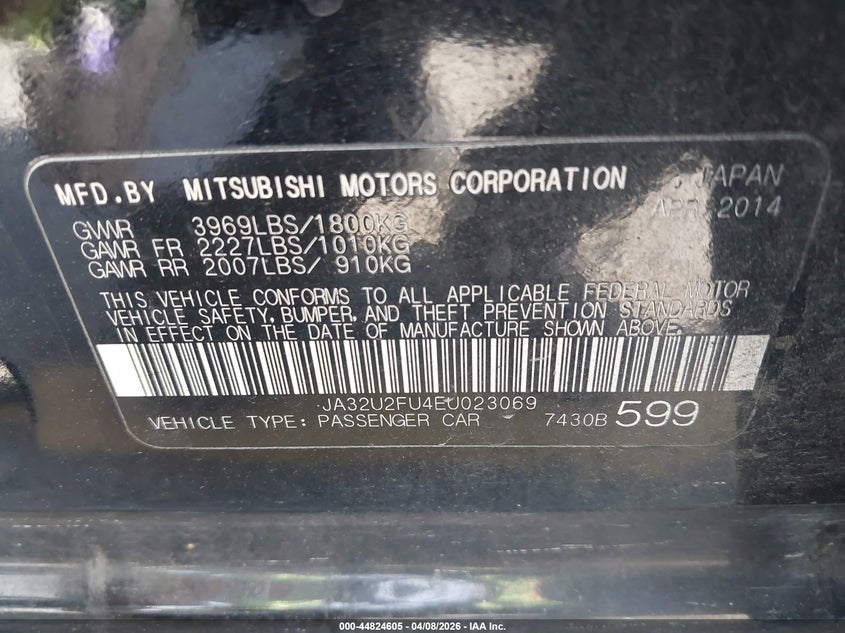 MFD.BY MITSUBISHI MOTORS CORPORATION JAPAN
APR 2014
GVWR 3969LBS/1800KG
GAWR FR 2227LBS/1010KG
GAWR RR 2007LBS/ 910KG
THIS VEHICLE CONFORMS TO ALL APPLICABLE FEDERAL MOTOR
VEHICLE SAFETY, BUMPER, AND THEFT PREVENTION STANDARDS
IN EFFECT ON THE DATE OF MANUFACTURE SHOWN ABOVE.
JA32U2FU4EU023069
VEHICLE TYPE: PASSENGER CAR 7430B 599
000-44824605 - 04/08/2026 - IAA Inc.